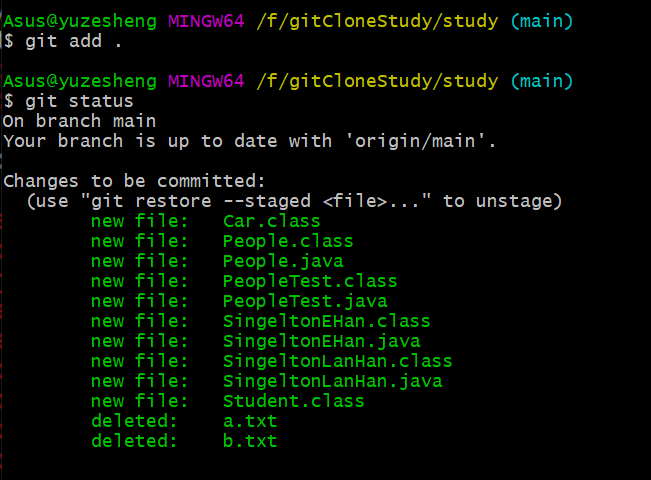 Asus@yuzesheng MINGW64 /f/gitCloneStudy/study (main)
$ git add .
Asus@yuzesheng MINGW64 /f/gitCloneStudy/study (main)
$ git status
On branch main
Your branch is up to date with 'origin/main'.
Changes to be committed:
(use "git restore --staged <file>..." to unstage)
new file: Car.class
new file: People.class
new file: People.java
new file: PeopleTest.class
new file: PeopleTest.java
new file: SingeltonEHan.class
new file: SingeltonEHan.java
new file: SingeltonLanHan.class
new file: SingeltonLanHan.java
new file: Student.class
deleted: a.txt
deleted: b.txt